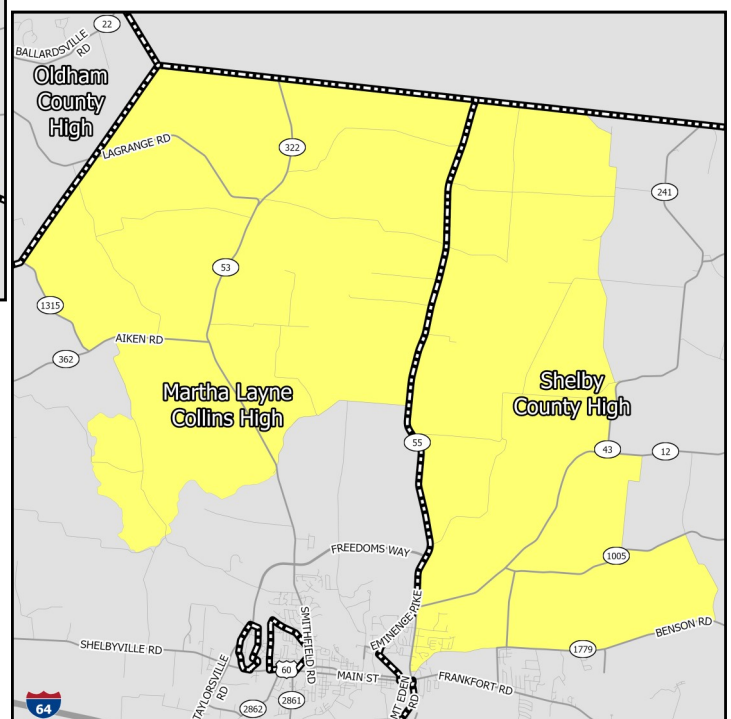 22
BALLARDSVILLE
RD
Oldham
County
High
LAGRANGE RD
322
241
53
1315
AIKEN RD
362
Martha Layne
Collins High
Shelby
County High
55
43
12
FREEDOMS WAY
1005
EMINENCE PIKE
SMITHFIELD RD
SHELBYVILLE RD
BENSON RD
1779
60
MAIN ST
FRANKFORT RD
TAYLORSVILLE
RD
MT EDEN
RD
2862
2861
64